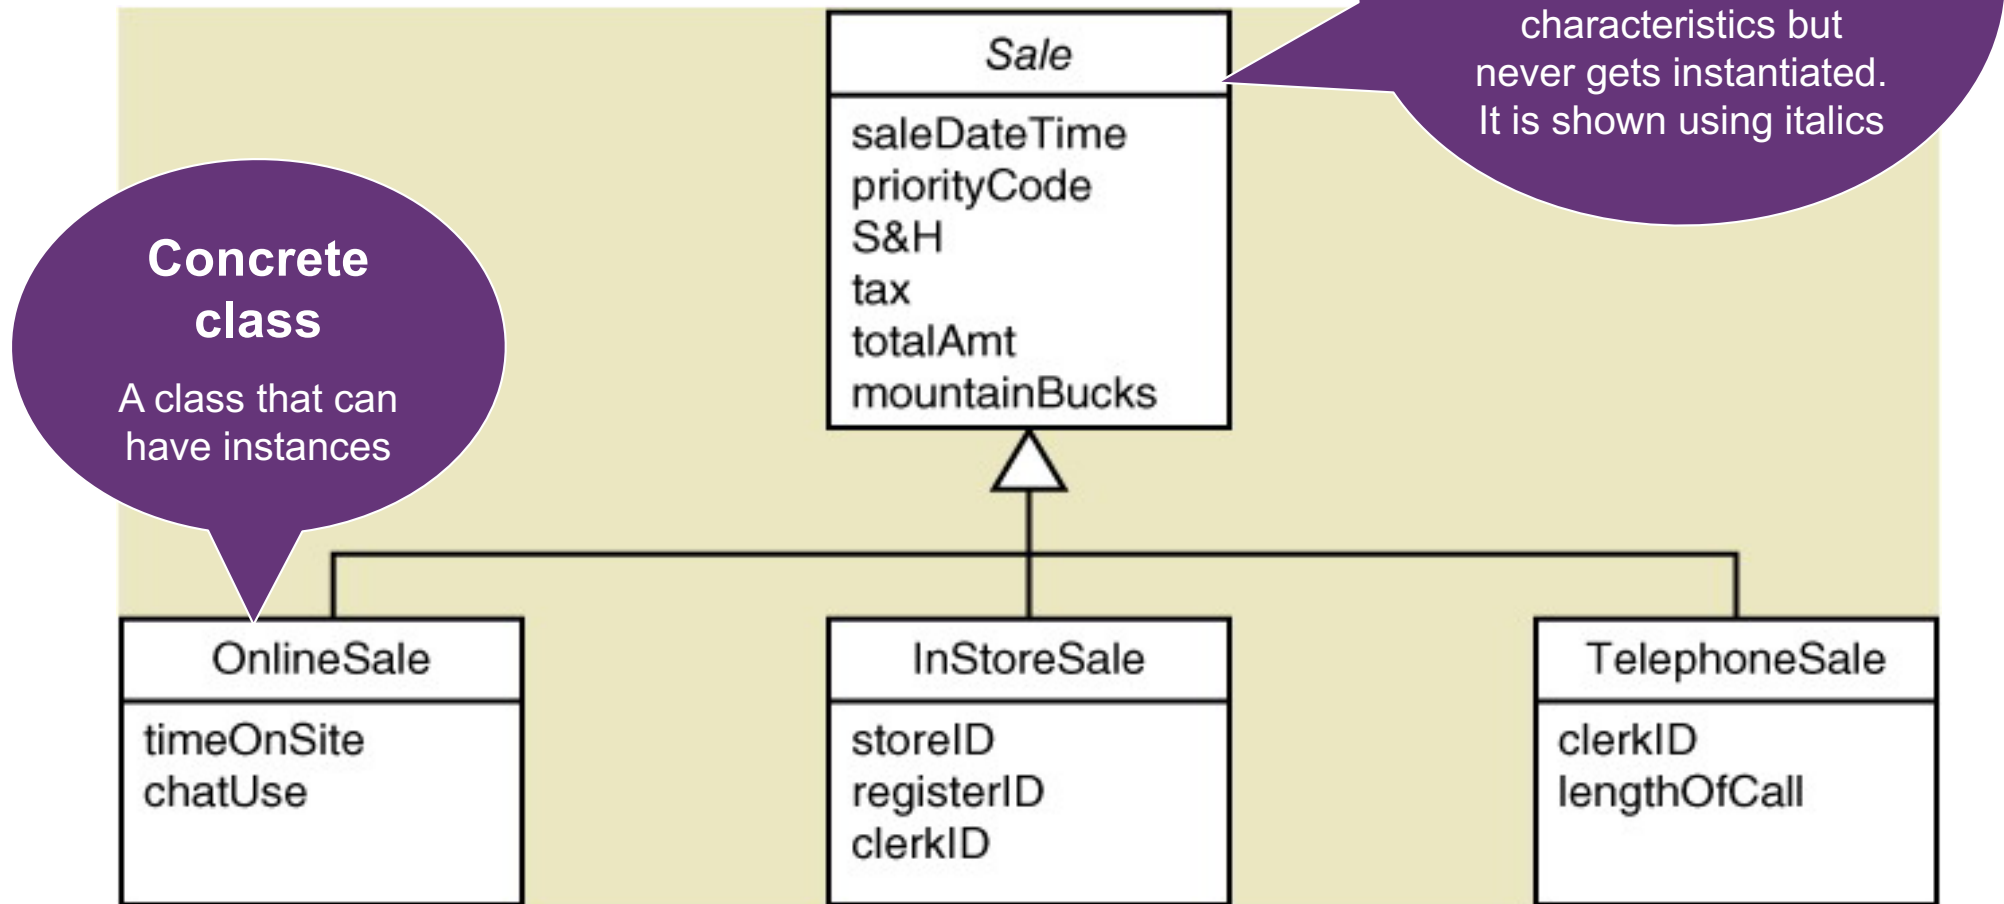 characteristics but
never gets instantiated.
It is shown using italics
Sale
saleDateTime
priorityCode
S&H
tax
totalAmt
mountainBucks
Concrete
class
A class that can
have instances
OnlineSale
timeOnSite
chatUse
InStoreSale
storeID
registerID
clerkID
TelephoneSale
clerkID
lengthOfCall